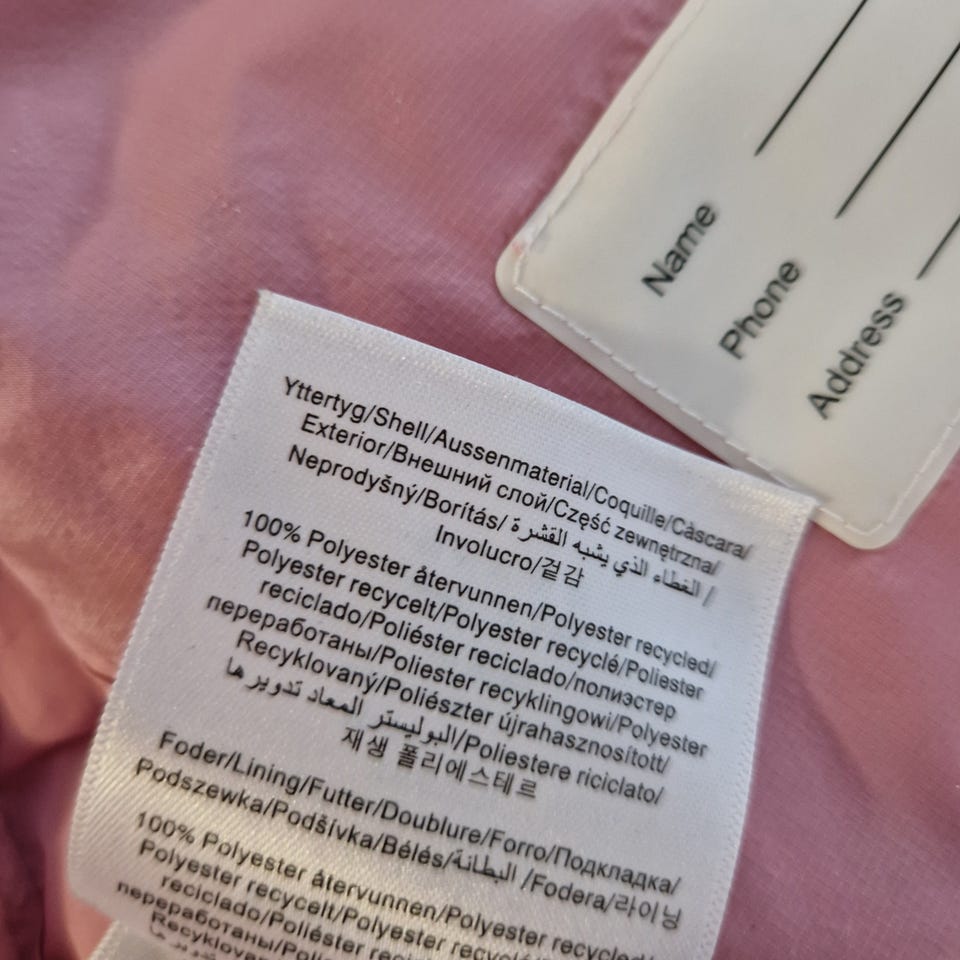 Name
Phone
Address
Yttertyg/Shell/Aussenmaterial/Coquille/Càscara/
Exterior/Внешний слой/Część zewnętrzna/
Neprodyšný/Borítás/ الغطاء الذي يشبه القشرة /
Involucro/겉감
100% Polyester återvunnen/Polyester recycled/
Polyester recycelt/Polyester recyclé/Poliester
reciclado/Poliéster reciclado/полиэстер
переработаны/Poliester recyklingowi/Polyester
Recyklovaný/Poliészter újrahasznosított/
البوليستر المعاد تدويرها/Poliestere riciclato/
재생 폴리에스테르
Foder/Lining/Futter/Doublure/Forro/Подкладка/
Podszewka/Podšívka/Bélés/البطانة /Fodera/라이닝
100% Polyester återvunnen/Polyester recycled/
Polyester recycelt/Polyester recyclé/
reciclado/Poliéster reciclado/
переработаны/Poliester
Recyklovaný/